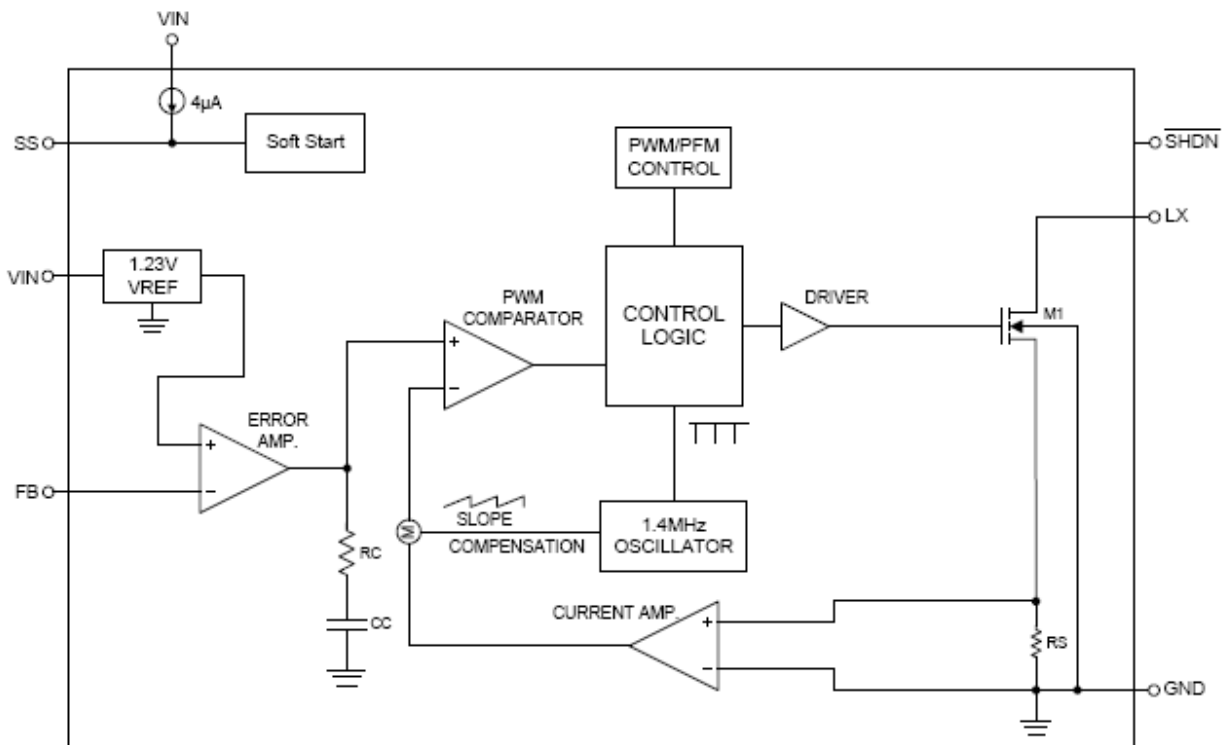 VIN
4µA
SS
Soft Start
PWM/PFM
CONTROL
SHDN
LX
VIN
1.23V
VREF
PWM
COMPARATOR
CONTROL
LOGIC
DRIVER
M1
+
−
ERROR
AMP.
+
−
FB
SLOPE
COMPENSATION
M
1.4MHz
OSCILLATOR
RC
CC
CURRENT AMP.
+
−
RS
GND